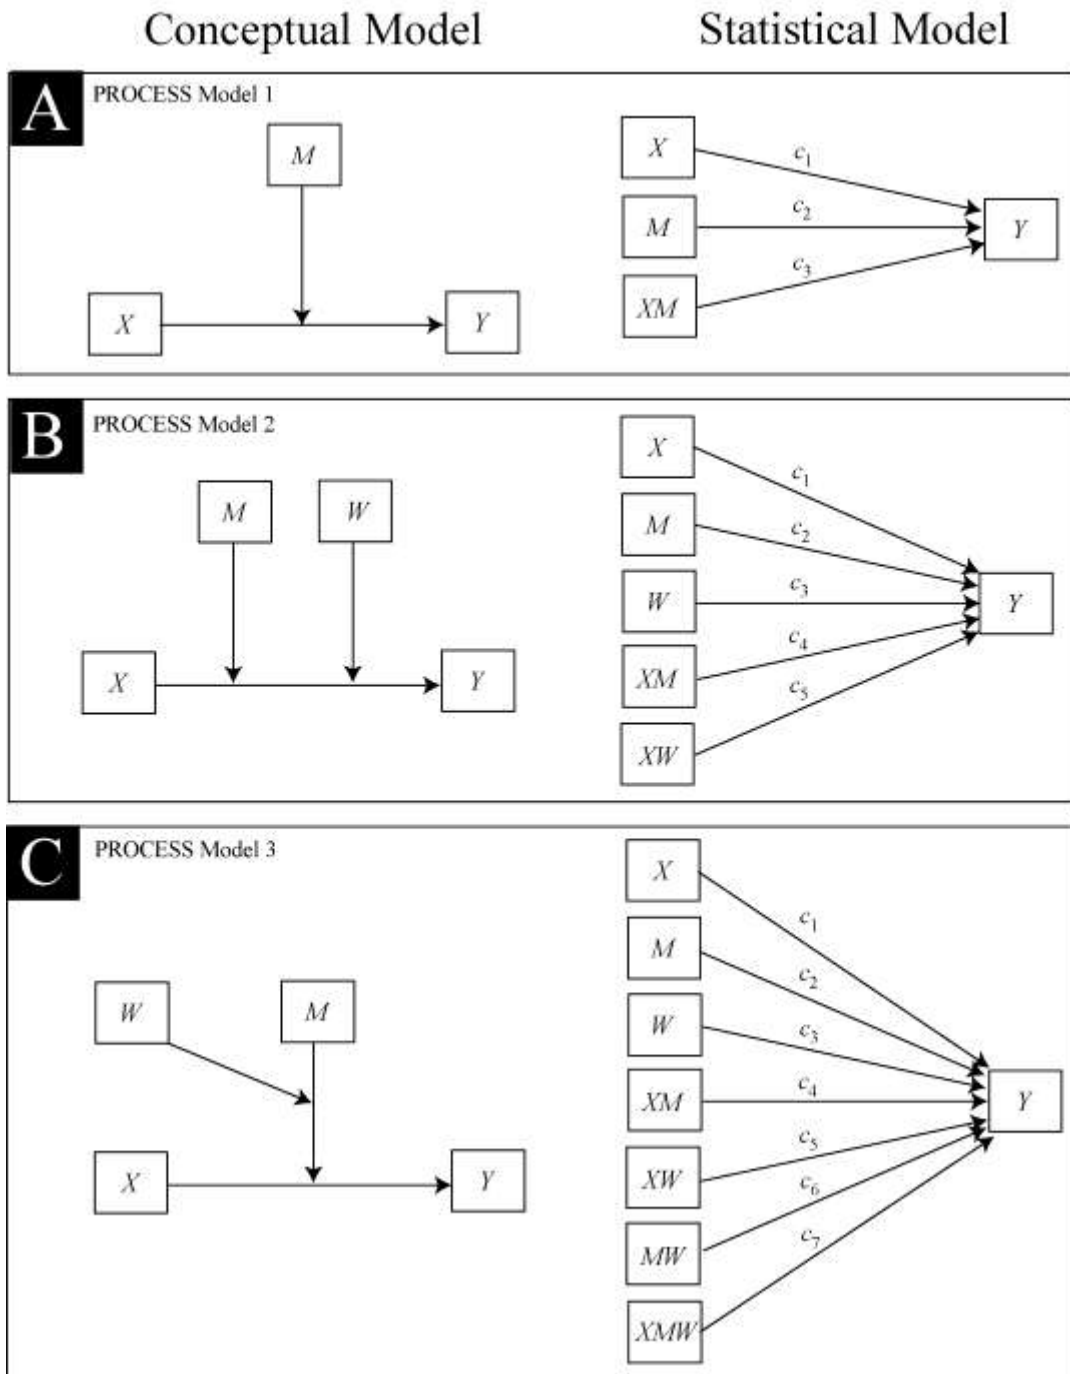 Conceptual Model Statistical Model
A PROCESS Model 1
M
X Y
X
M
XM
c1
c2
c3
Y
B PROCESS Model 2
M W
X Y
X
M
W
XM
XW
c1
c2
c3
c4
c5
Y
C PROCESS Model 3
W M
X Y
X
M
W
XM
XW
MW
XMW
c1
c2
c3
c4
c5
c6
c7
Y